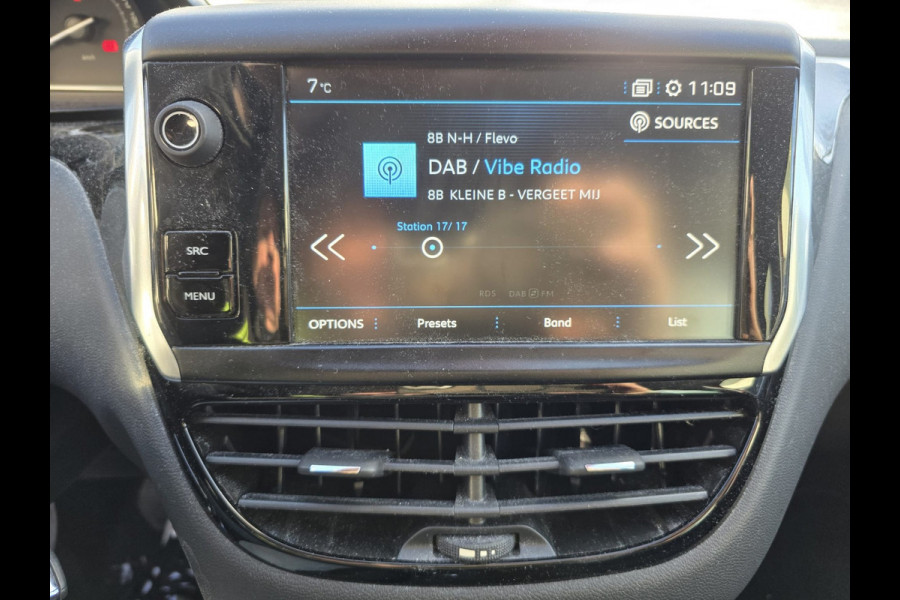 7°C 11:09
SOURCES
8B N-H / Flevo
DAB / Vibe Radio
8B KLEINE B - VERGEET MIJ
Station 17/ 17
SRC
MENU
RDS DAB FM
OPTIONS Presets Band List